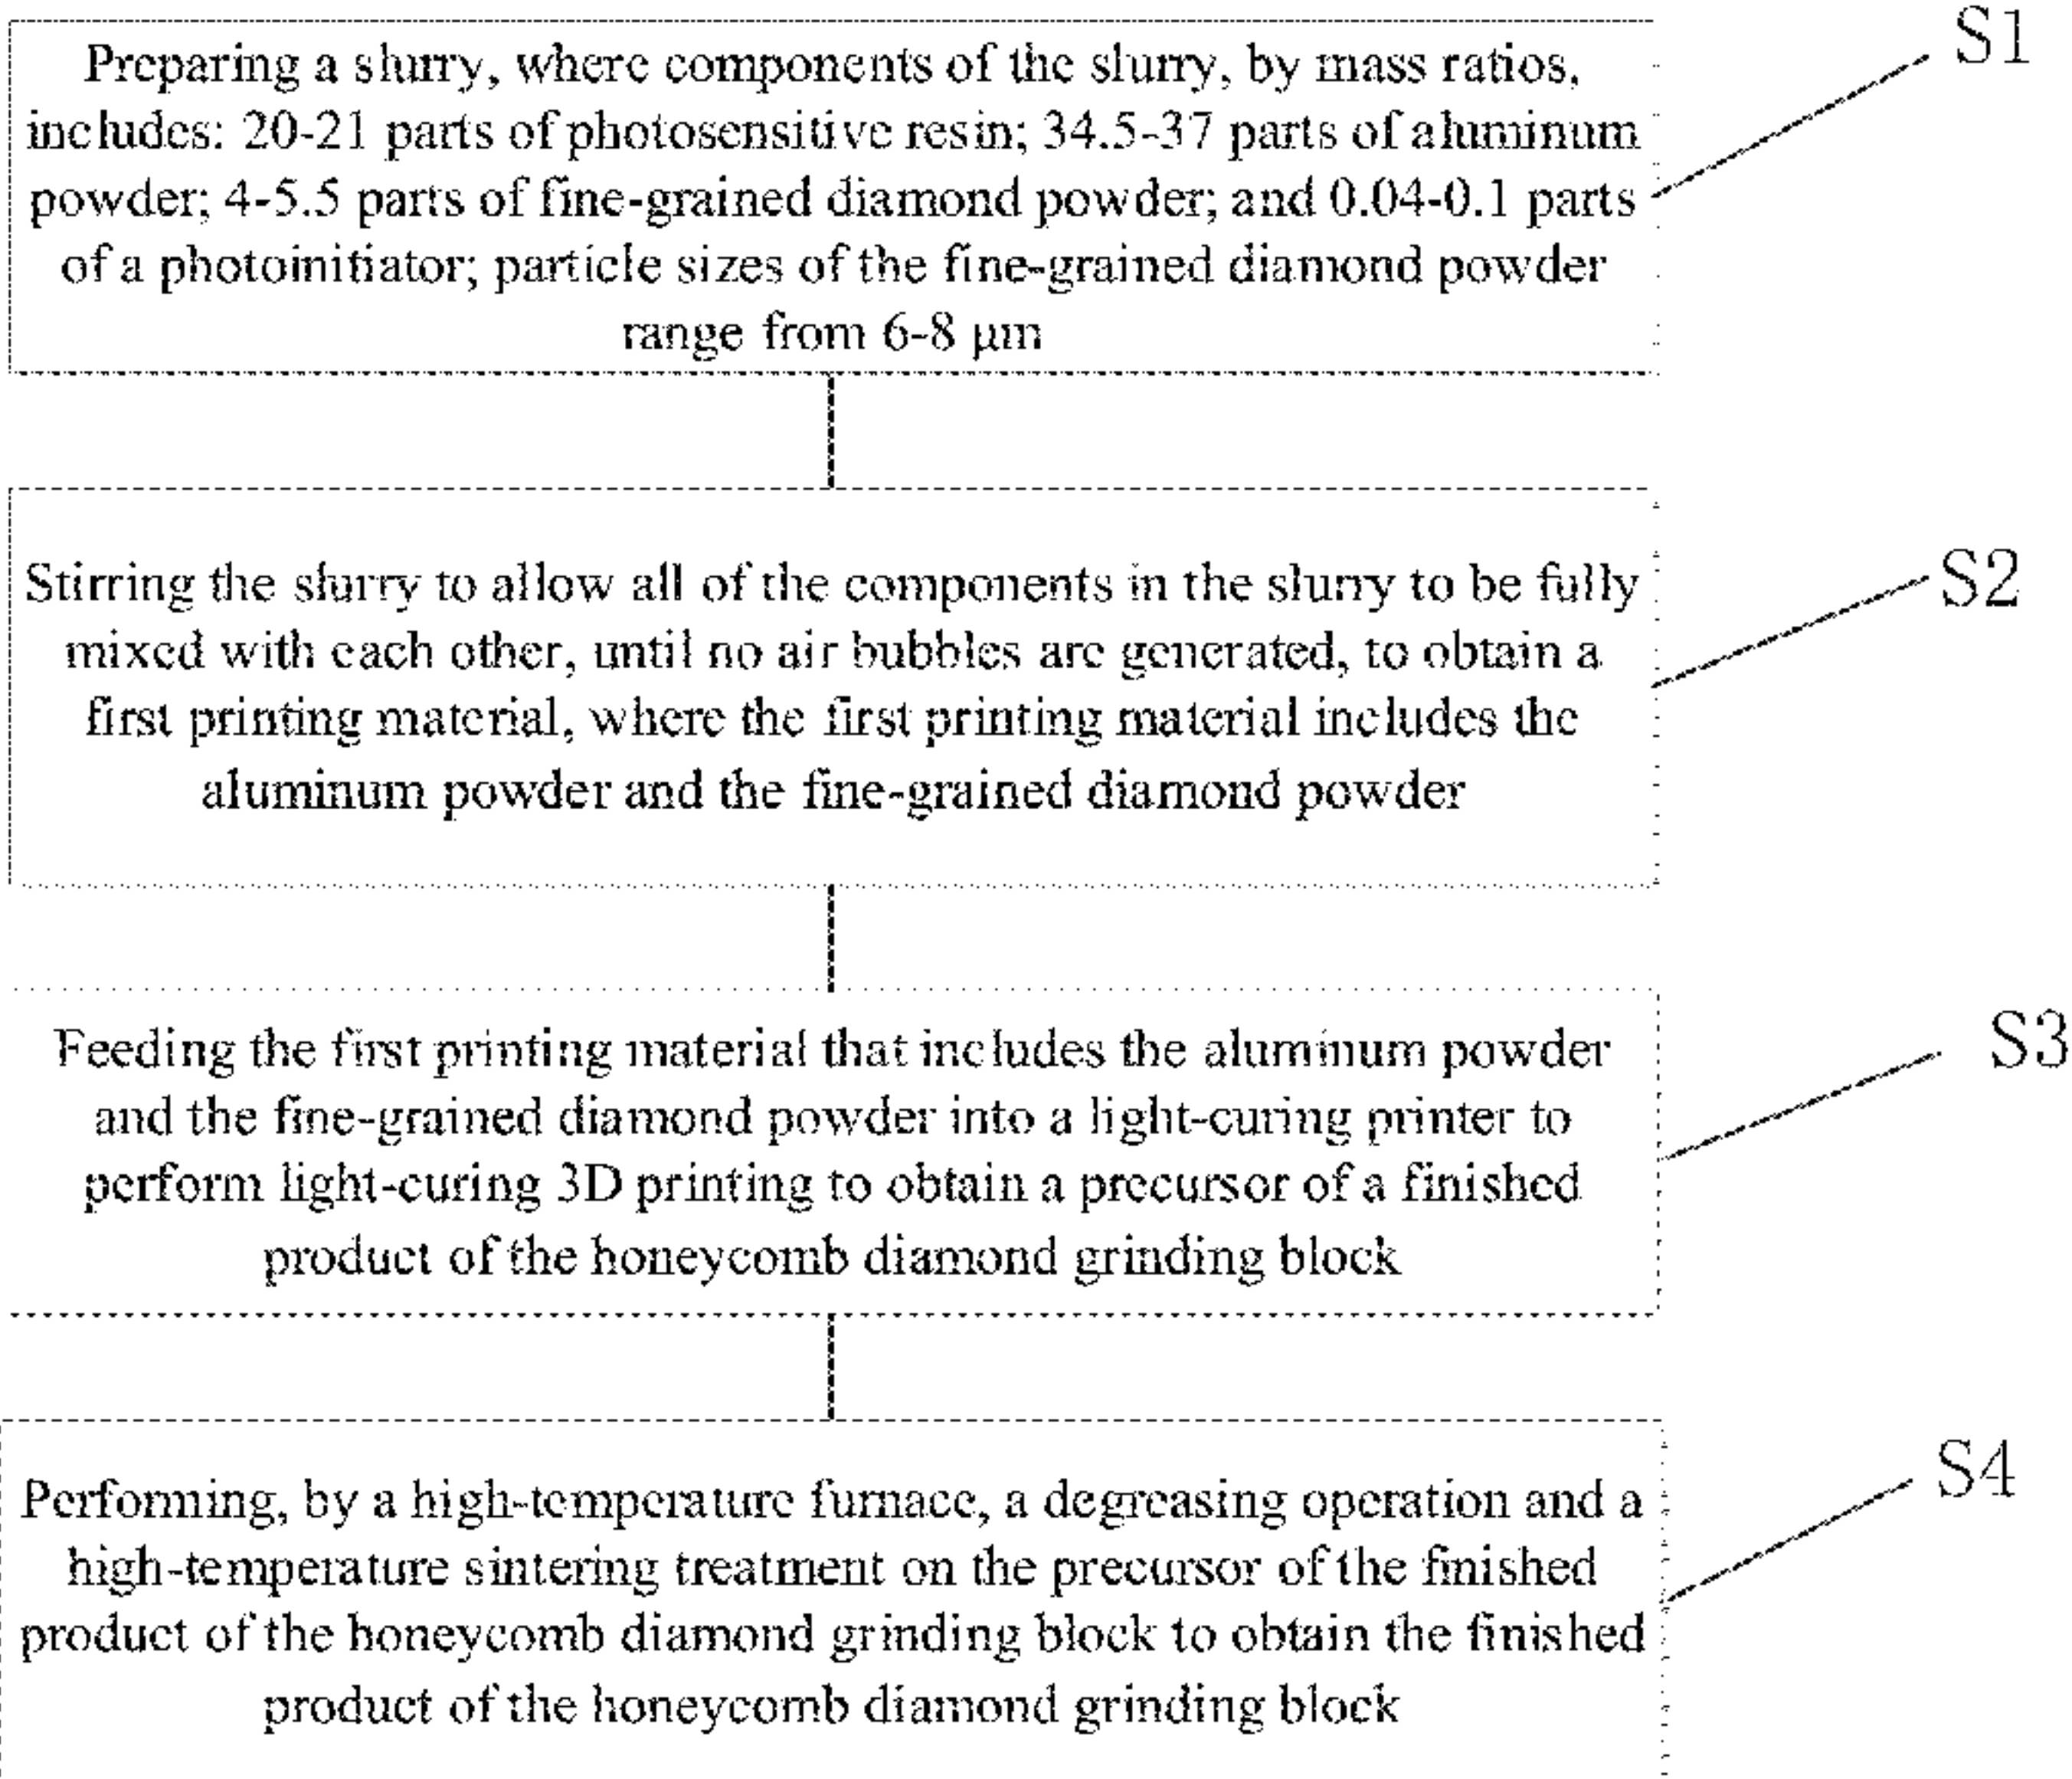 Preparing a slurry, where components of the slurry, by mass ratios,
includes: 20-21 parts of photosensitive resin; 34.5-37 parts of aluminum
powder; 4-5.5 parts of fine-grained diamond powder; and 0.04-0.1 parts
of a photoinitiator; particle sizes of the fine-grained diamond powder
range from 6-8 μm
S1
Stirring the slurry to allow all of the components in the slurry to be fully
mixed with each other, until no air bubbles are generated, to obtain a
first printing material, where the first printing material includes the
aluminum powder and the fine-grained diamond powder
S2
Feeding the first printing material that includes the aluminum powder
and the fine-grained diamond powder into a light-curing printer to
perform light-curing 3D printing to obtain a precursor of a finished
product of the honeycomb diamond grinding block
S3
Performing, by a high-temperature furnace, a degreasing operation and a
high-temperature sintering treatment on the precursor of the finished
product of the honeycomb diamond grinding block to obtain the finished
product of the honeycomb diamond grinding block
S4